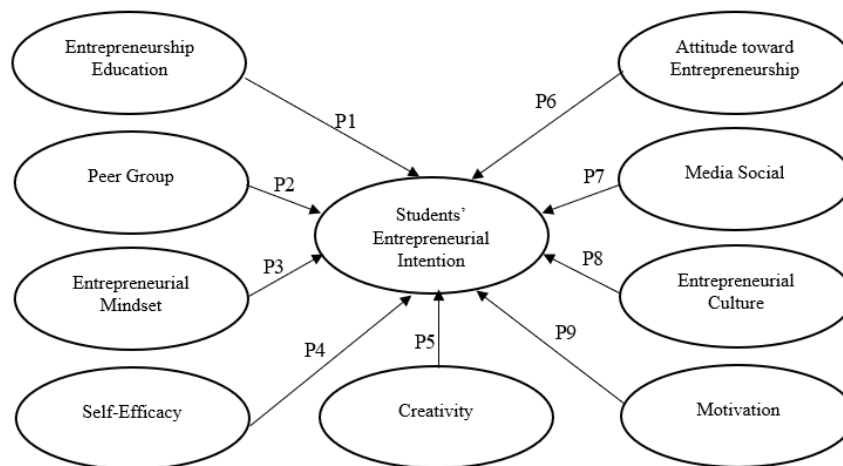 Entrepreneurship
Education
P1
Peer Group
P2
Entrepreneurial
Mindset
P3
Self-Efficacy
P4
Students’
Entrepreneurial
Intention
Creativity
P5
Attitude toward
Entrepreneurship
P6
Media Social
P7
Entrepreneurial
Culture
P8
Motivation
P9